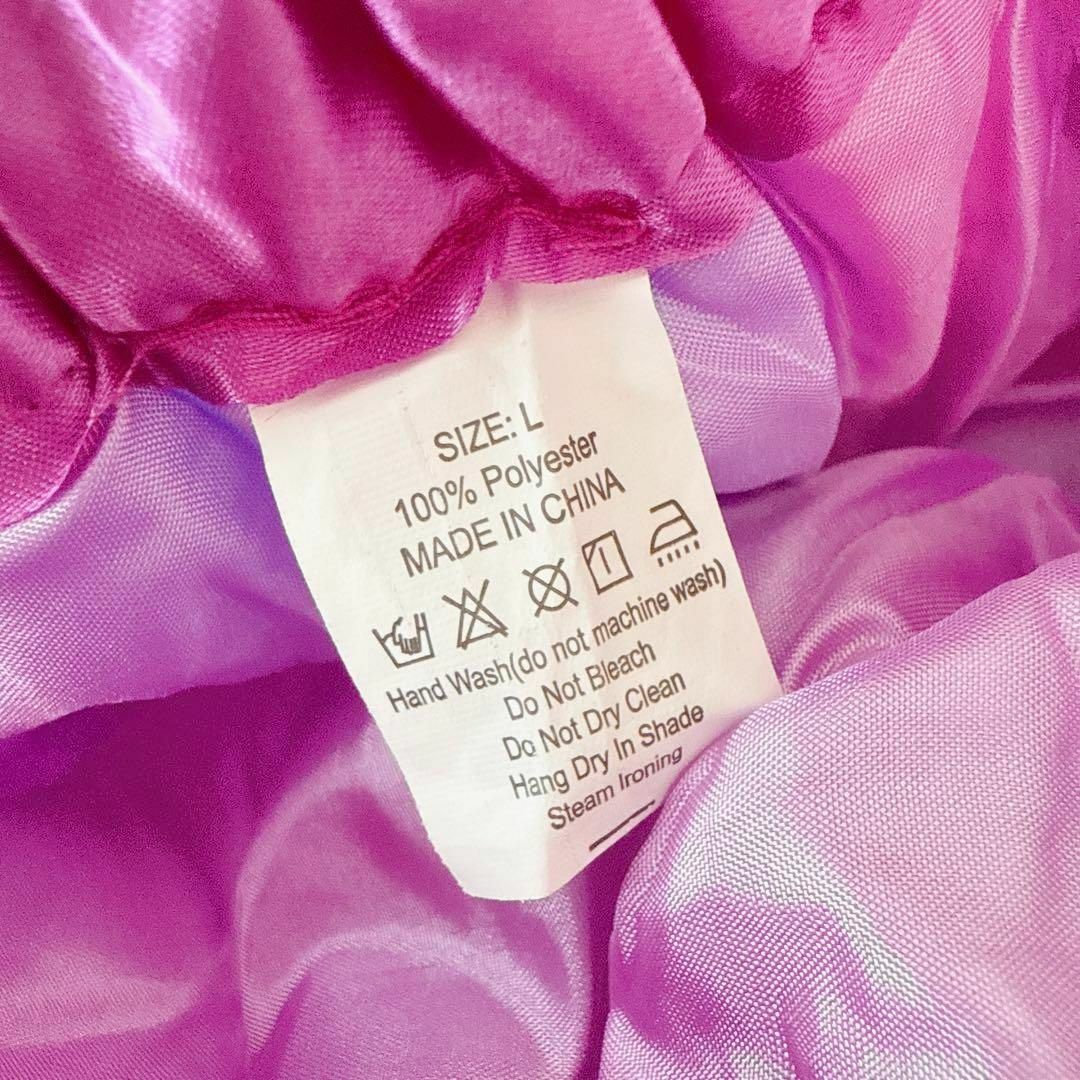 SIZE: L
100% Polyester
MADE IN CHINA
Hand Wash(do not machine wash)
Do Not Bleach
Do Not Dry Clean
Hang Dry In Shade
Steam Ironing